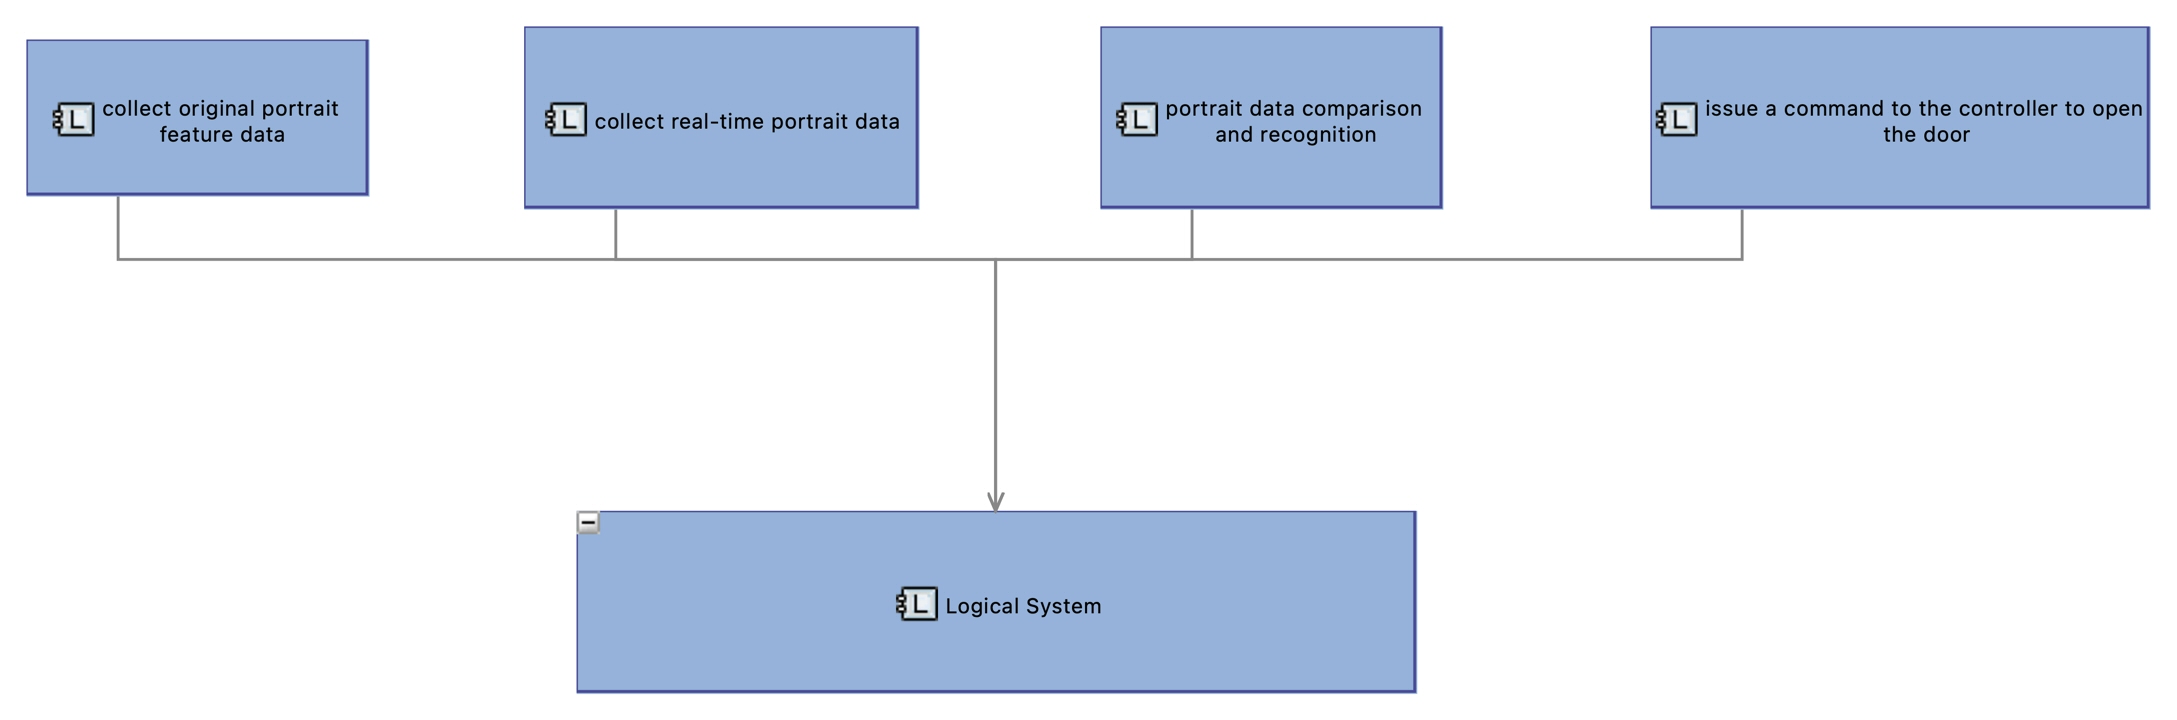 L collect original portrait
feature data
L collect real-time portrait data
L portrait data comparison
and recognition
L issue a command to the controller to open
the door
L Logical System